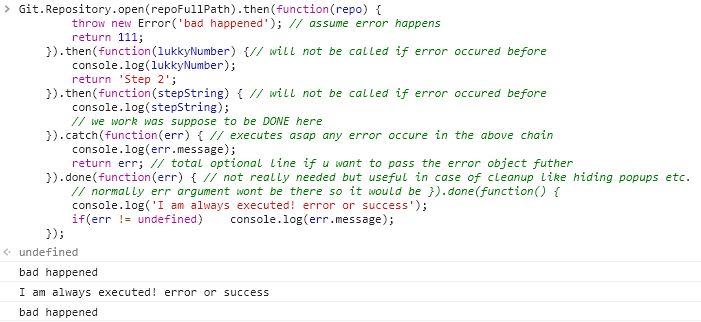 > Git.Repository.open(repoFullPath).then(function(repo) {
throw new Error('bad happened'); // assume error happens
return 111;
}).then(function(lukkyNumber) {// will not be called if error occured before
console.log(lukkyNumber);
return 'Step 2';
}).then(function(stepString) { // will not be called if error occured before
console.log(stepString);
// we work was suppose to be DONE here
}).catch(function(err) { // executes asap any error occure in the above chain
console.log(err.message);
return err; // total optional line if u want to pass the error object futher
}).done(function(err) { // not really needed but useful in case of cleanup like hiding popups etc.
// normally err argument wont be there so it would be }).done(function() {
console.log('I am always executed! error or success');
if(err != undefined) console.log(err.message);
});
undefined
bad happened
I am always executed! error or success
bad happened